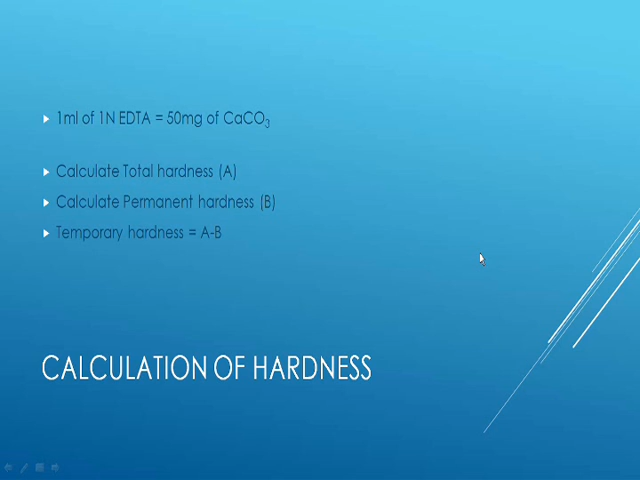 1ml of 1N EDTA = 50mg of CaCO₃
Calculate Total hardness (A)
Calculate Permanent hardness (B)
Temporary hardness = A-B
CALCULATION OF HARDNESS